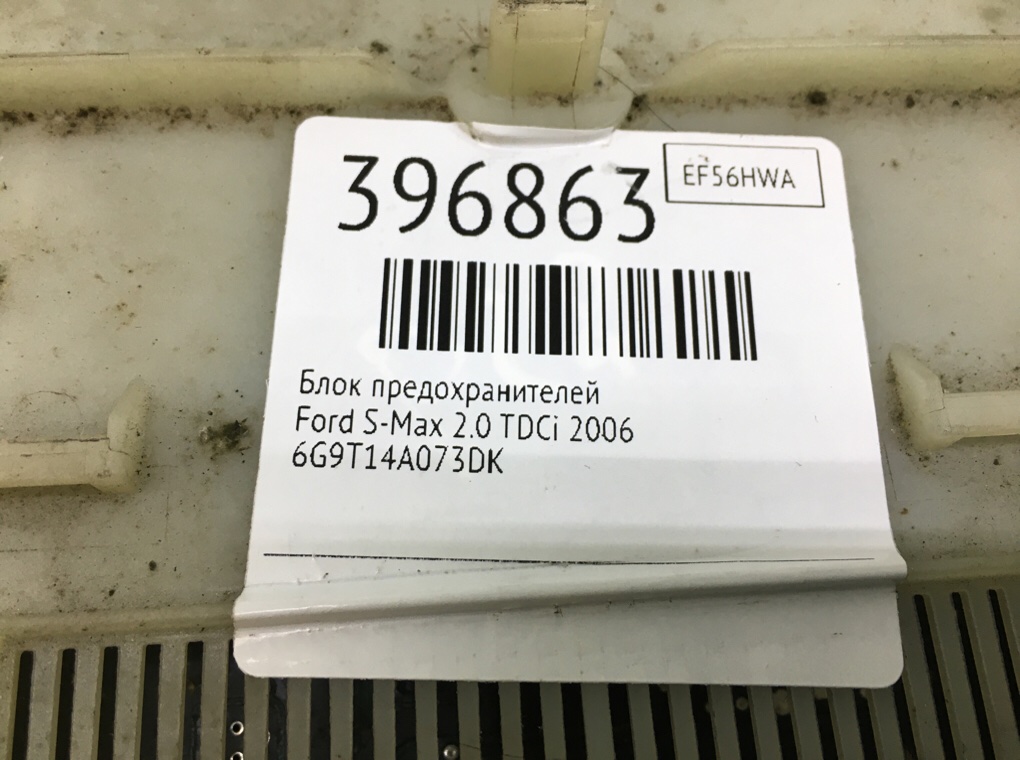 396863
EF56HWA
Блок предохранителей
Ford S-Max 2.0 TDCi 2006
6G9T14A073DK